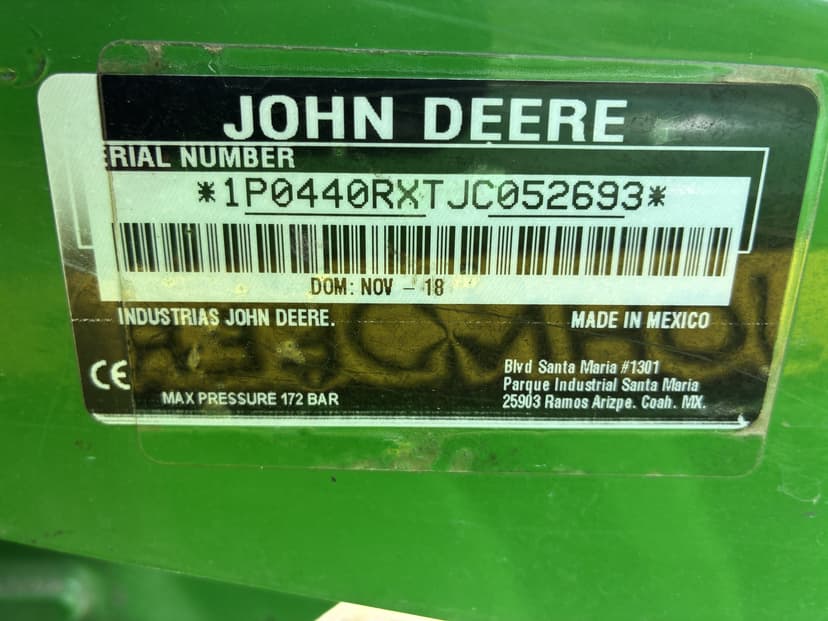 JOHN DEERE
ERIAL NUMBER
*1P0440RXTJC052693*
DOM: NOV - 18
INDUSTRIAS JOHN DEERE.
MADE IN MEXICO
CE
MAX PRESSURE 172 BAR
Blvd Santa Maria #1301
Parque Industrial Santa Maria
25903 Ramos Arizpe. Coah. MX.